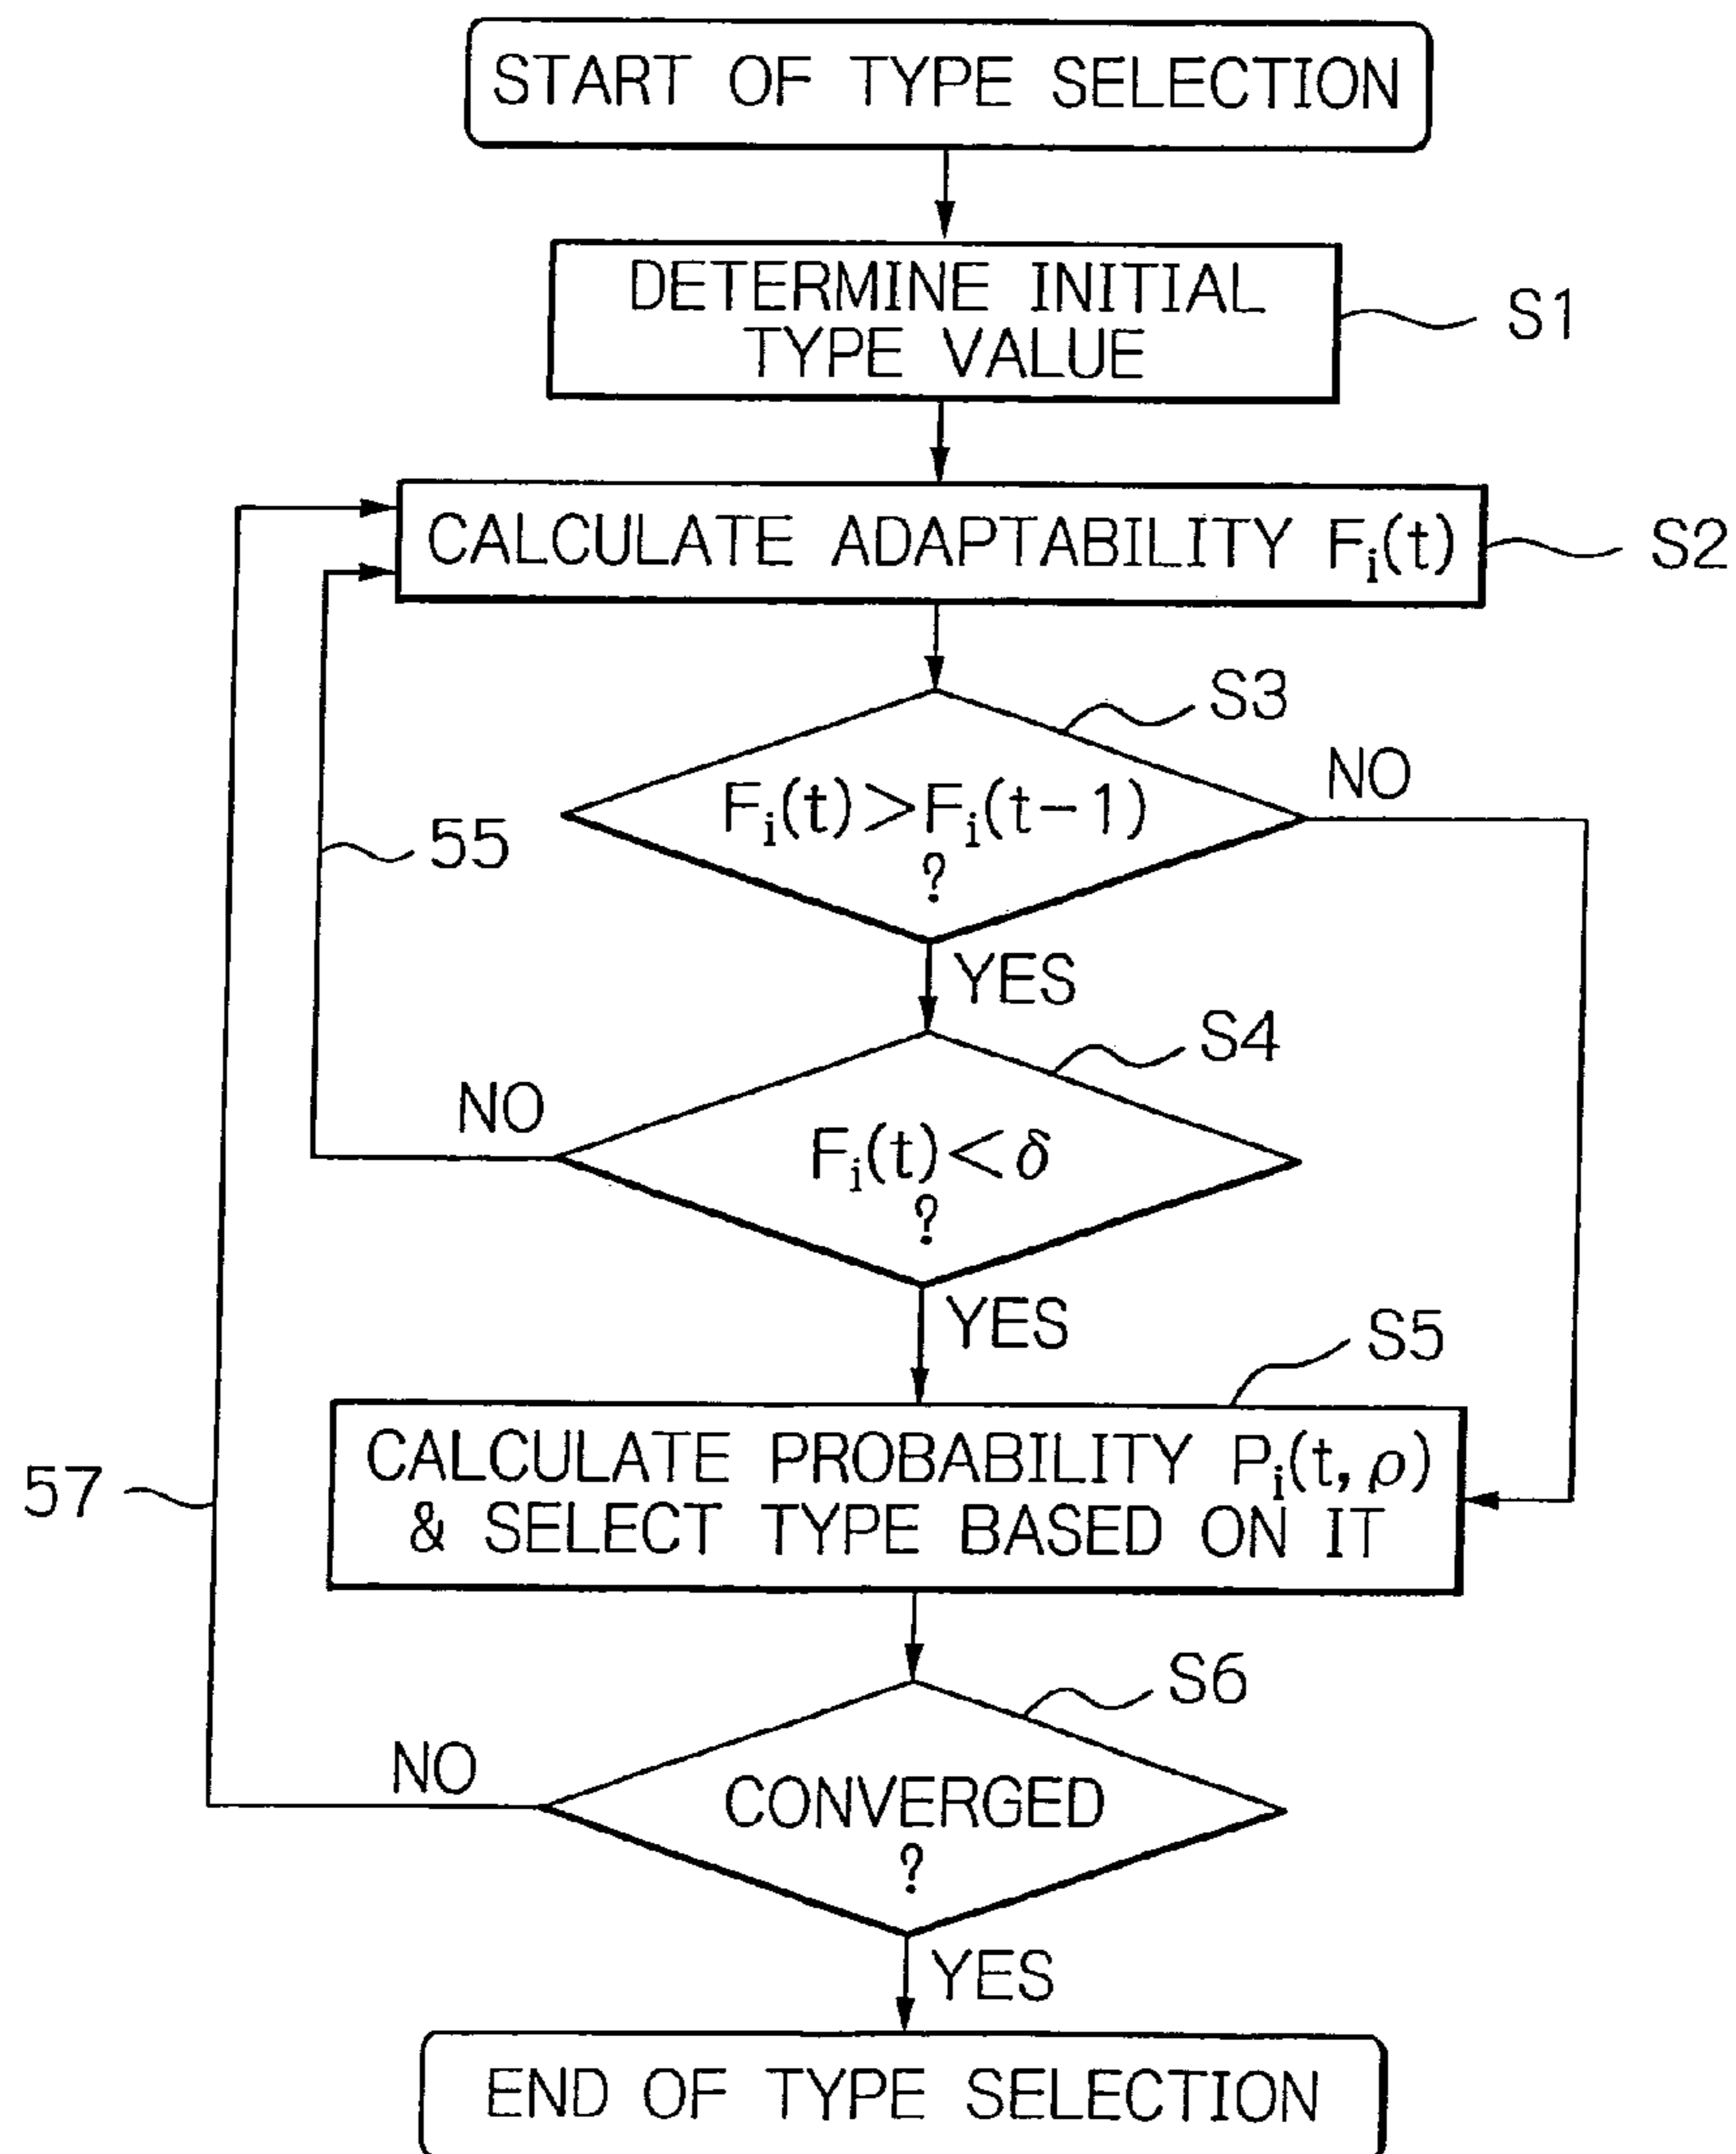 START OF TYPE SELECTION
DETERMINE INITIAL
TYPE VALUE
S1
CALCULATE ADAPTABILITY Fi(t)
S2
S3
Fi(t)>Fi(t-1)
?
NO
55
YES
S4
NO
Fi(t)<δ
?
YES
S5
CALCULATE PROBABILITY Pi(t,ρ)
& SELECT TYPE BASED ON IT
57
S6
NO
CONVERGED
?
YES
END OF TYPE SELECTION